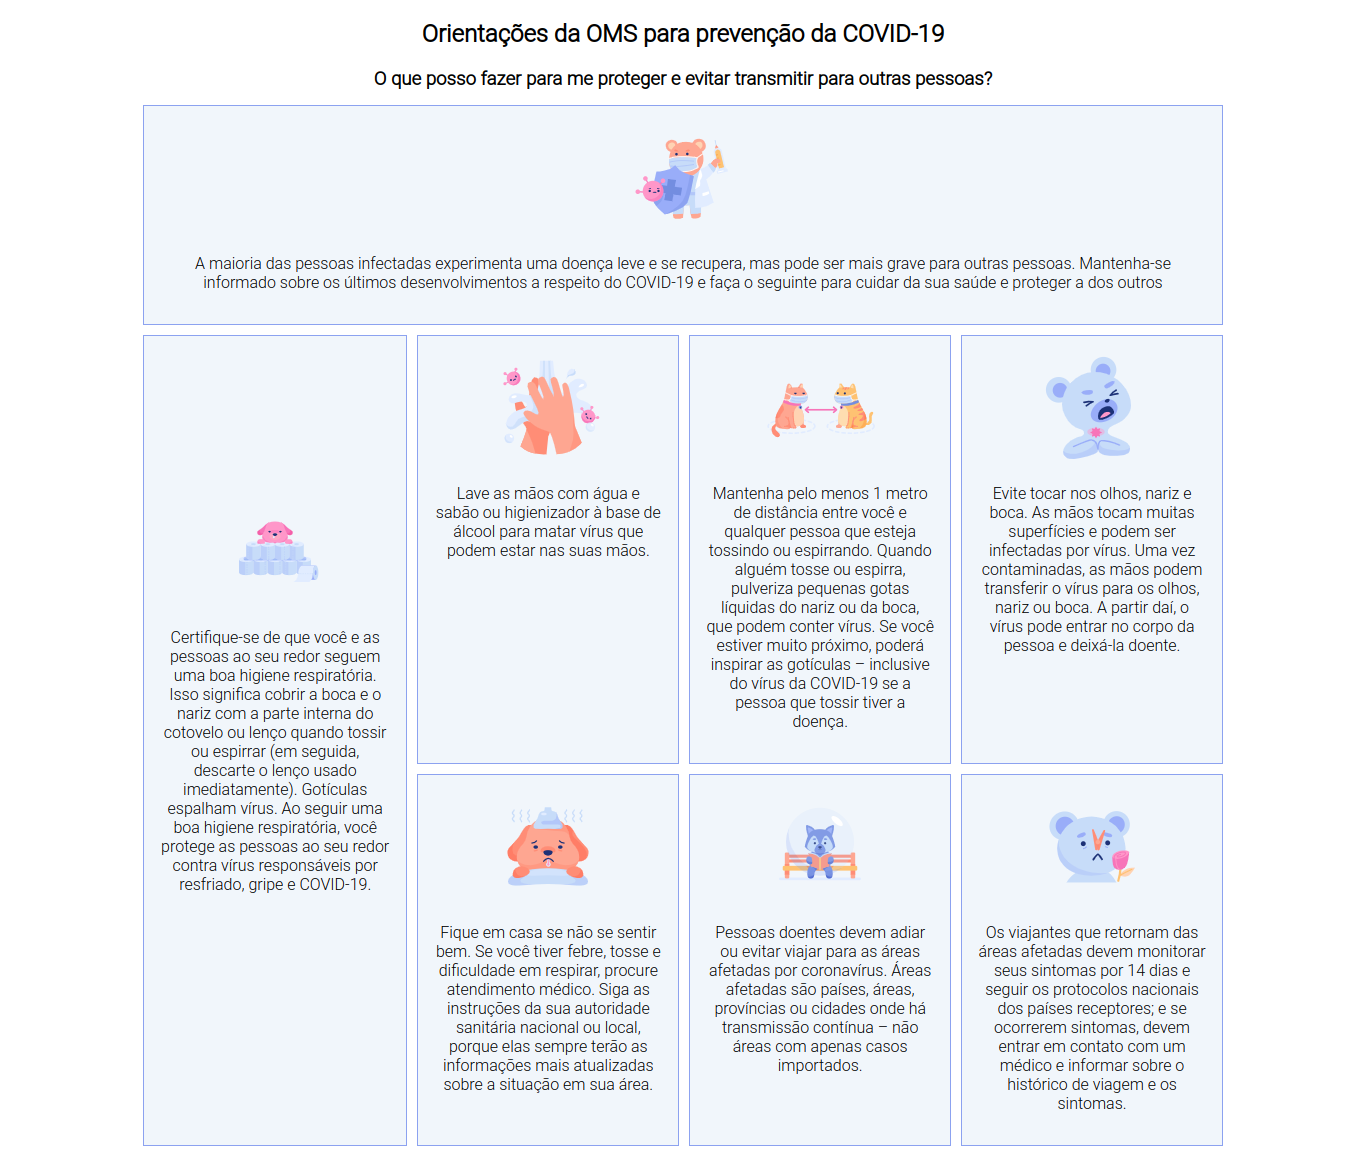 Orientações da OMS para prevenção da COVID-19
O que posso fazer para me proteger e evitar transmitir para outras pessoas?
A maioria das pessoas infectadas experimenta uma doença leve e se recupera, mas pode ser mais grave para outras pessoas. Mantenha-se
informado sobre os últimos desenvolvimentos a respeito do COVID-19 e faça o seguinte para cuidar da sua saúde e proteger a dos outros
Certifique-se de que você e as
pessoas ao seu redor seguem
uma boa higiene respiratória.
Isso significa cobrir a boca e o
nariz com a parte interna do
cotovelo ou lenço quando tossir
ou espirrar (em seguida,
descarte o lenço usado
imediatamente). Gotículas
espalham vírus. Ao seguir uma
boa higiene respiratória, você
protege as pessoas ao seu redor
contra vírus responsáveis por
resfriado, gripe e COVID-19.
Lave as mãos com água e
sabão ou higienizador à base de
álcool para matar vírus que
podem estar nas suas mãos.
Mantenha pelo menos 1 metro
de distância entre você e
qualquer pessoa que esteja
tossindo ou espirrando. Quando
alguém tosse ou espirra,
pulveriza pequenas gotas
líquidas do nariz ou da boca,
que podem conter vírus. Se você
estiver muito próximo, poderá
inspirar as gotículas – inclusive
do vírus da COVID-19 se a
pessoa que tossir tiver a
doença.
Evite tocar nos olhos, nariz e
boca. As mãos tocam muitas
superfícies e podem ser
infectadas por vírus. Uma vez
contaminadas, as mãos podem
transferir o vírus para os olhos,
nariz ou boca. A partir daí, o
vírus pode entrar no corpo da
pessoa e deixá-la doente.
Fique em casa se não se sentir
bem. Se você tiver febre, tosse e
dificuldade em respirar, procure
atendimento médico. Siga as
instruções da sua autoridade
sanitária nacional ou local,
porque elas sempre terão as
informações mais atualizadas
sobre a situação em sua área.
Pessoas doentes devem adiar
ou evitar viajar para as áreas
afetadas por coronavírus. Áreas
afetadas são países, áreas,
províncias ou cidades onde há
transmissão contínua – não
áreas com apenas casos
importados.
Os viajantes que retornam das
áreas afetadas devem monitorar
seus sintomas por 14 dias e
seguir os protocolos nacionais
dos países receptores; e se
ocorrerem sintomas, devem
entrar em contato com um
médico e informar sobre o
histórico de viagem e os
sintomas.